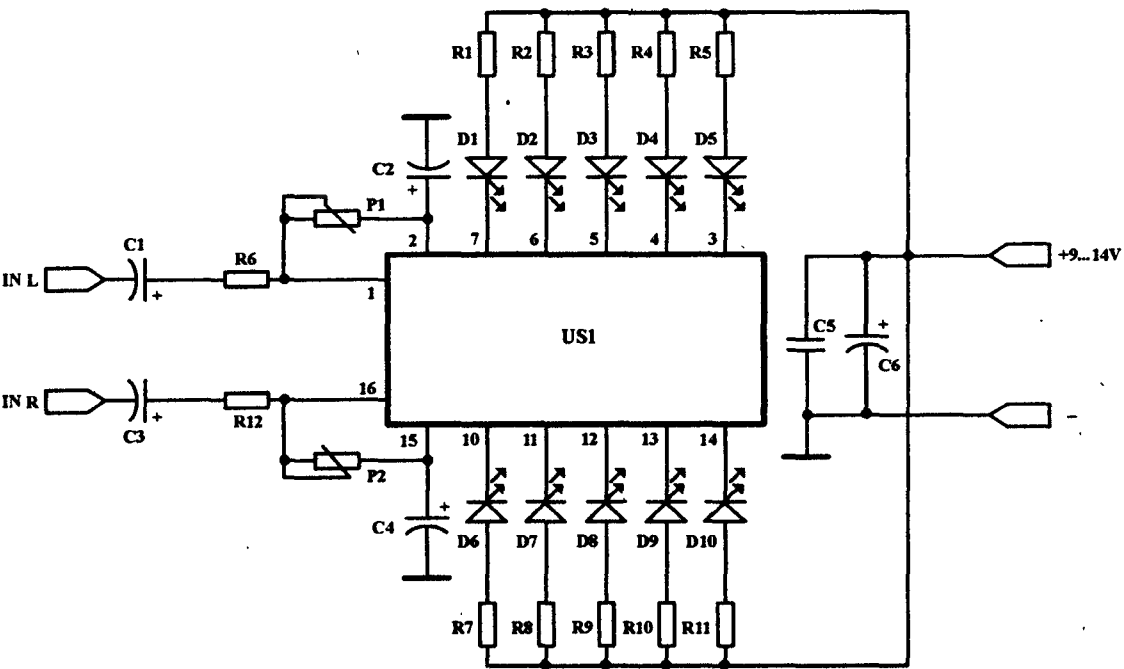 R1 R2 R3 R4 R5
D1 D2 D3 D4 D5
C2
+
P1
2 7 6 5 4 3
C1
R6
IN L
+
1
+9...14V
US1
C5
+
C6
16
IN R
+
C3
R12
-
15 10 11 12 13 14
P2
+
C4
D6 D7 D8 D9 D10
R7 R8 R9 R10 R11